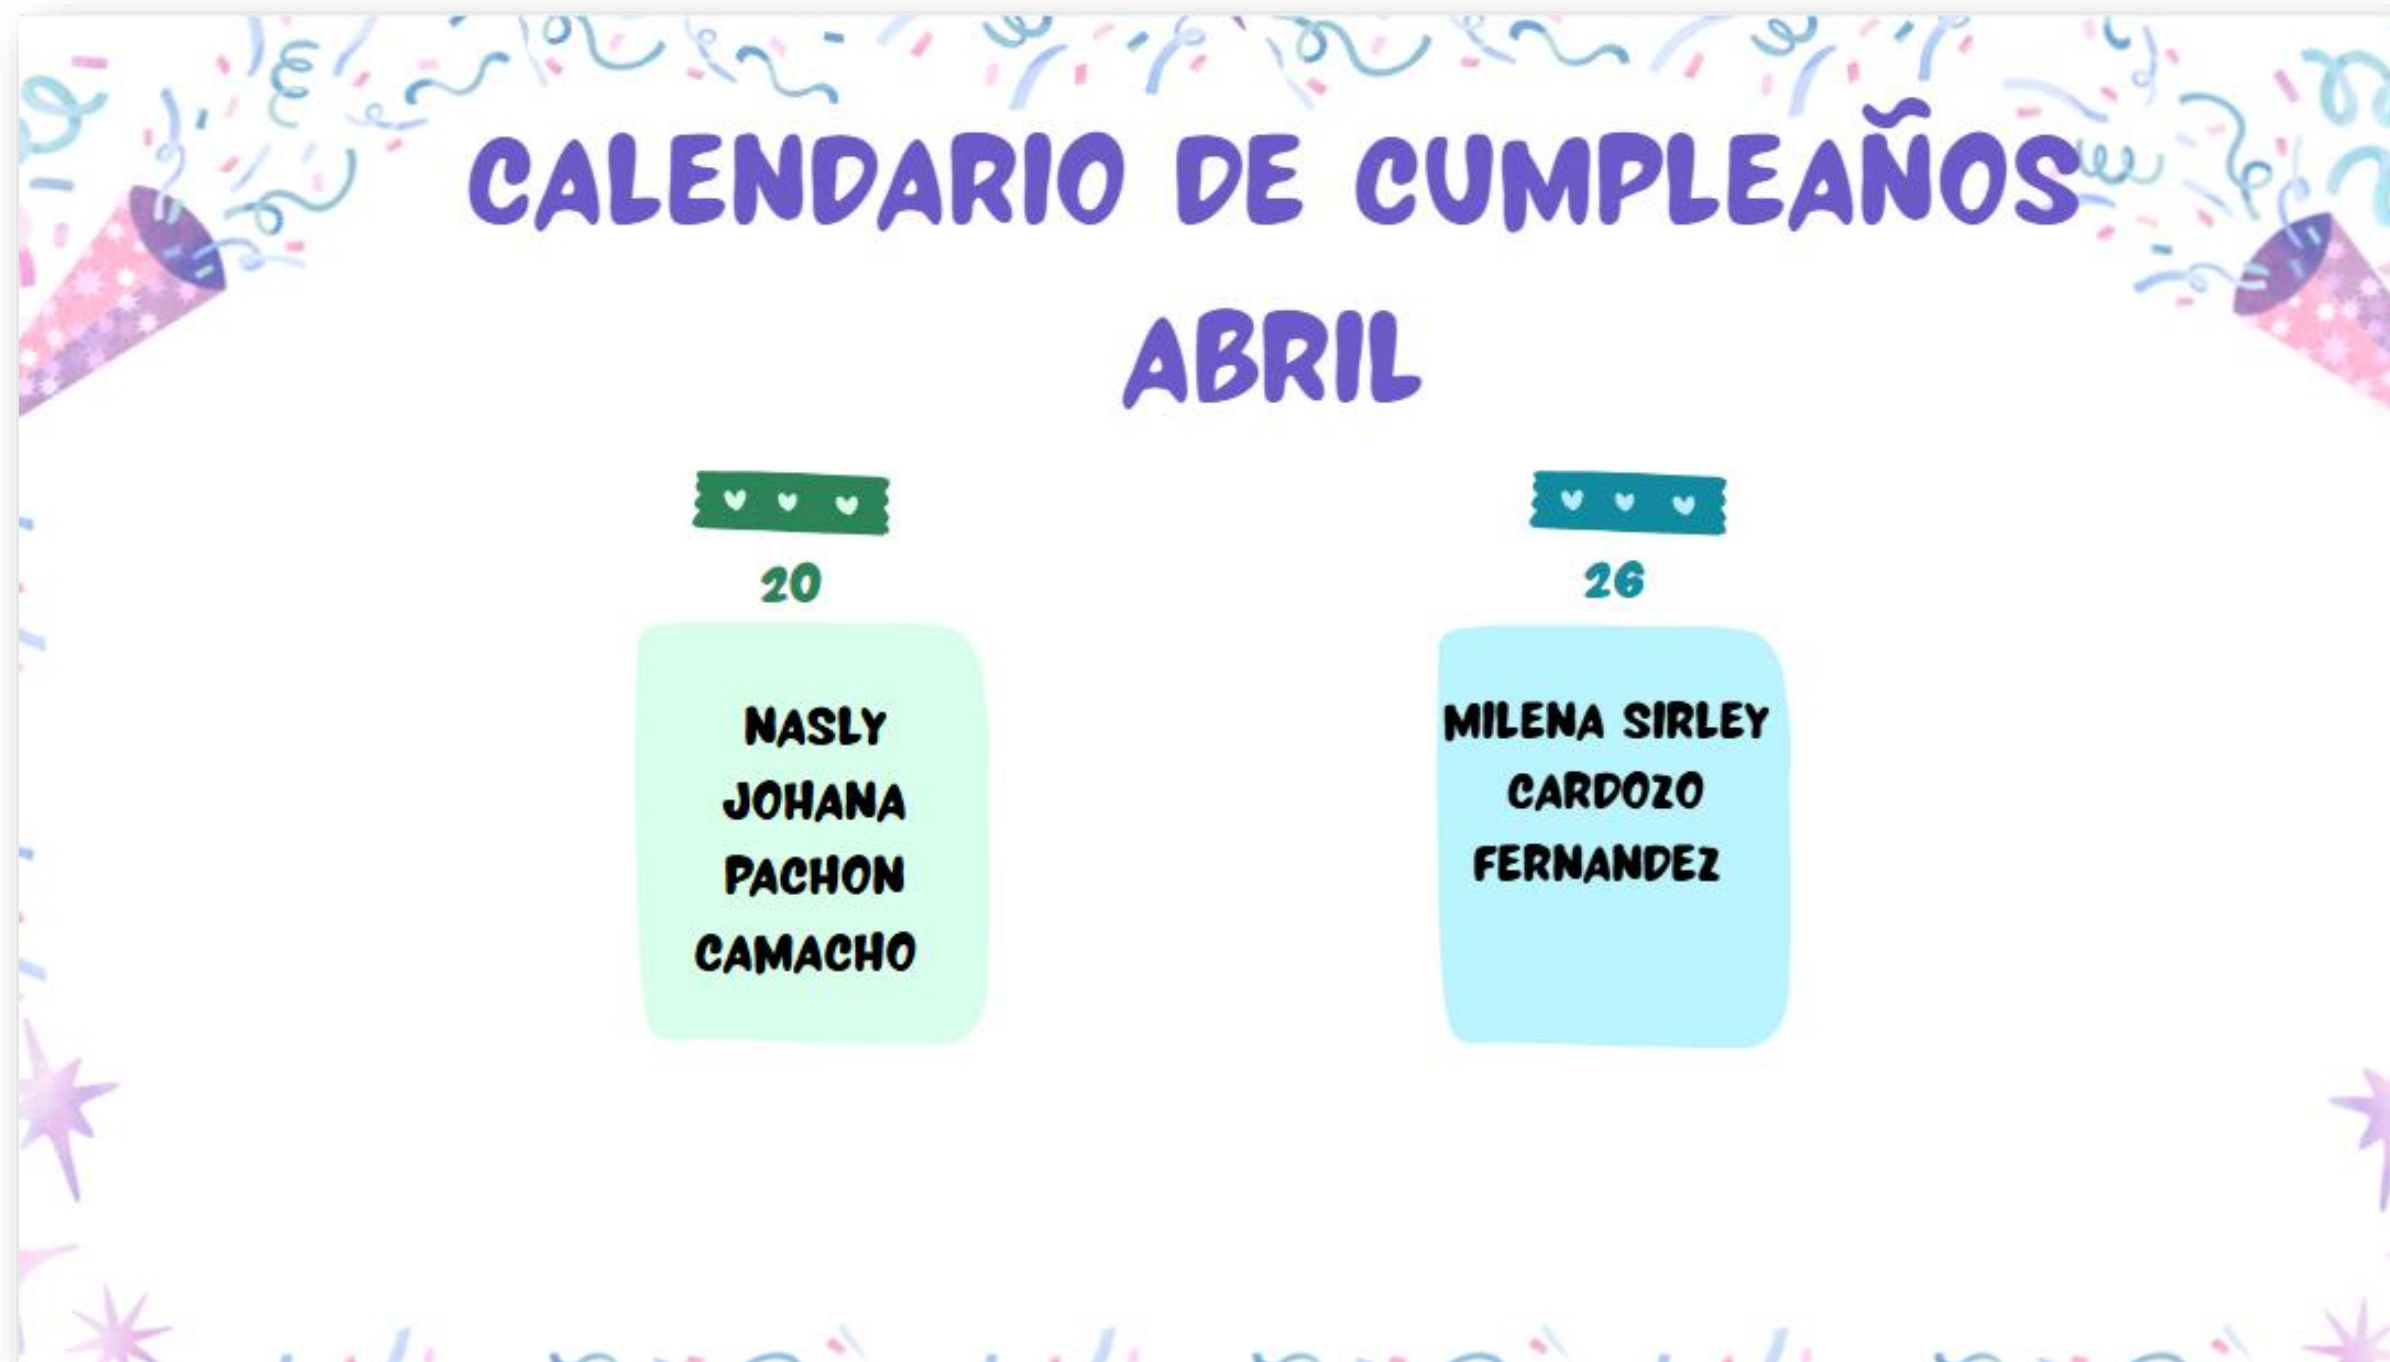 CALENDARIO DE CUMPLEAÑOS
ABRIL
20
NASLY
JOHANA
PACHON
CAMACHO
26
MILENA SIRLEY
CARDOZO
FERNANDEZ